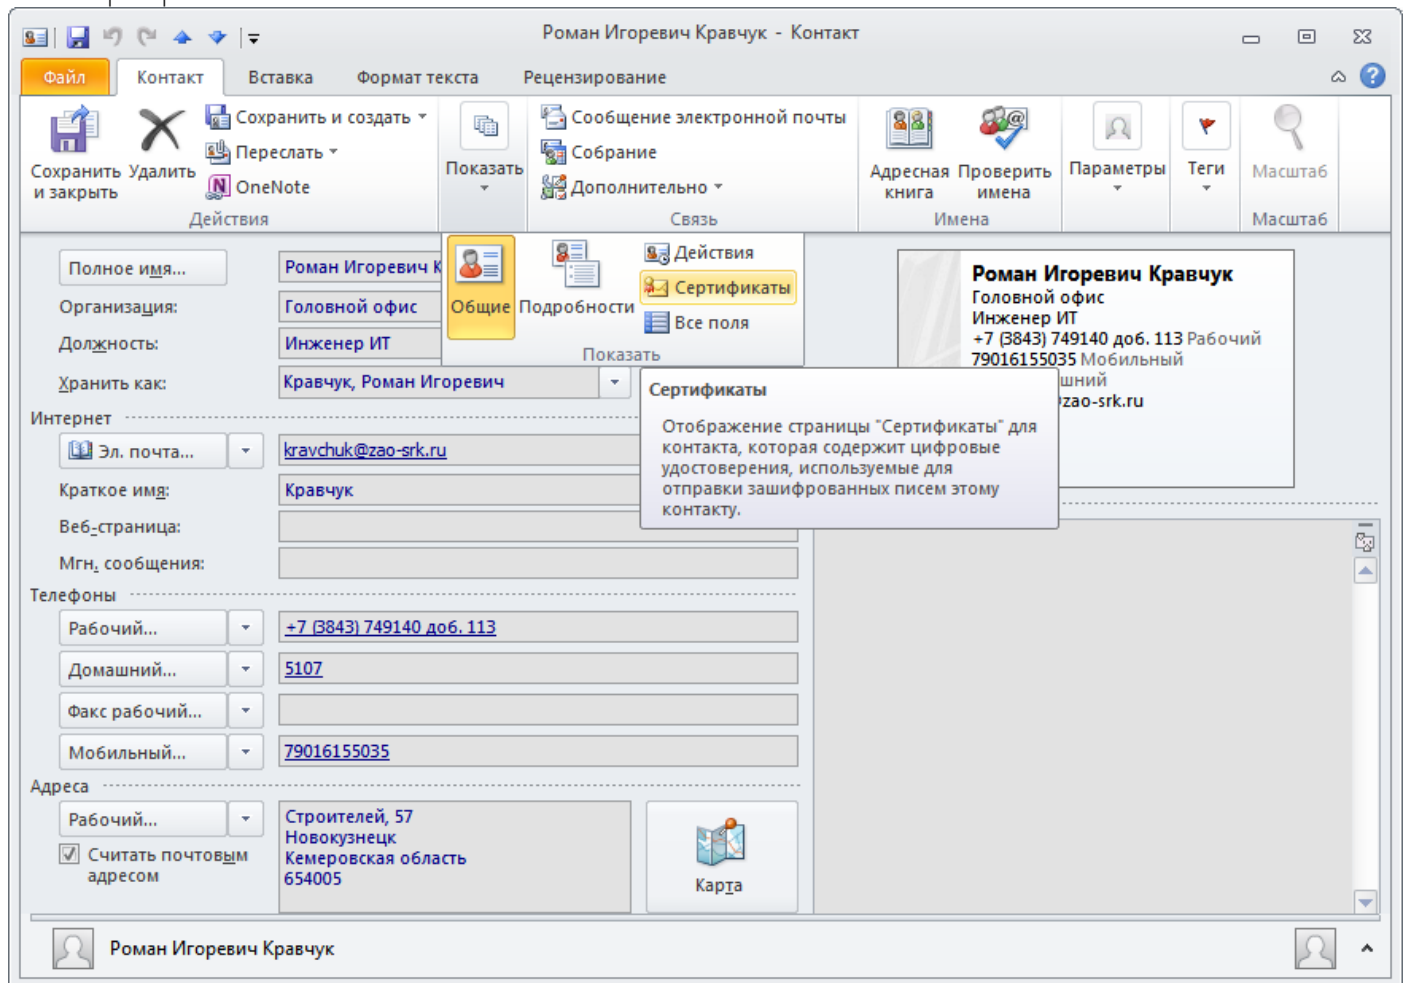 Роман Игоревич Кравчук - Контакт
Файл
Контакт
Вставка
Формат текста
Рецензирование
Сохранить и закрыть
Удалить
Сохранить и создать
Переслать
OneNote
Действия
Показать
Сообщение электронной почты
Собрание
Дополнительно
Связь
Адресная книга
Проверить имена
Имена
Параметры
Теги
Масштаб
Масштаб
Общие
Подробности
Действия
Сертификаты
Все поля
Показать
Сертификаты
Отображение страницы "Сертификаты" для
контакта, которая содержит цифровые
удостоверения, используемые для
отправки зашифрованных писем этому
контакту.
Полное имя...
Роман Игоревич К
Организация:
Головной офис
Должность:
Инженер ИТ
Хранить как:
Кравчук, Роман Игоревич
Интернет
Эл. почта...
kravchuk@zao-srk.ru
Краткое имя:
Кравчук
Веб-страница:
Мгн. сообщения:
Телефоны
Рабочий...
+7 (3843) 749140 доб. 113
Домашний...
5107
Факс рабочий...
Мобильный...
79016155035
Адреса
Рабочий...
Считать почтовым
адресом
Строителей, 57
Новокузнецк
Кемеровская область
654005
Карта
Роман Игоревич Кравчук
Головной офис
Инженер ИТ
+7 (3843) 749140 доб. 113 Рабочий
79016155035 Мобильный
шний
zao-srk.ru
Роман Игоревич Кравчук